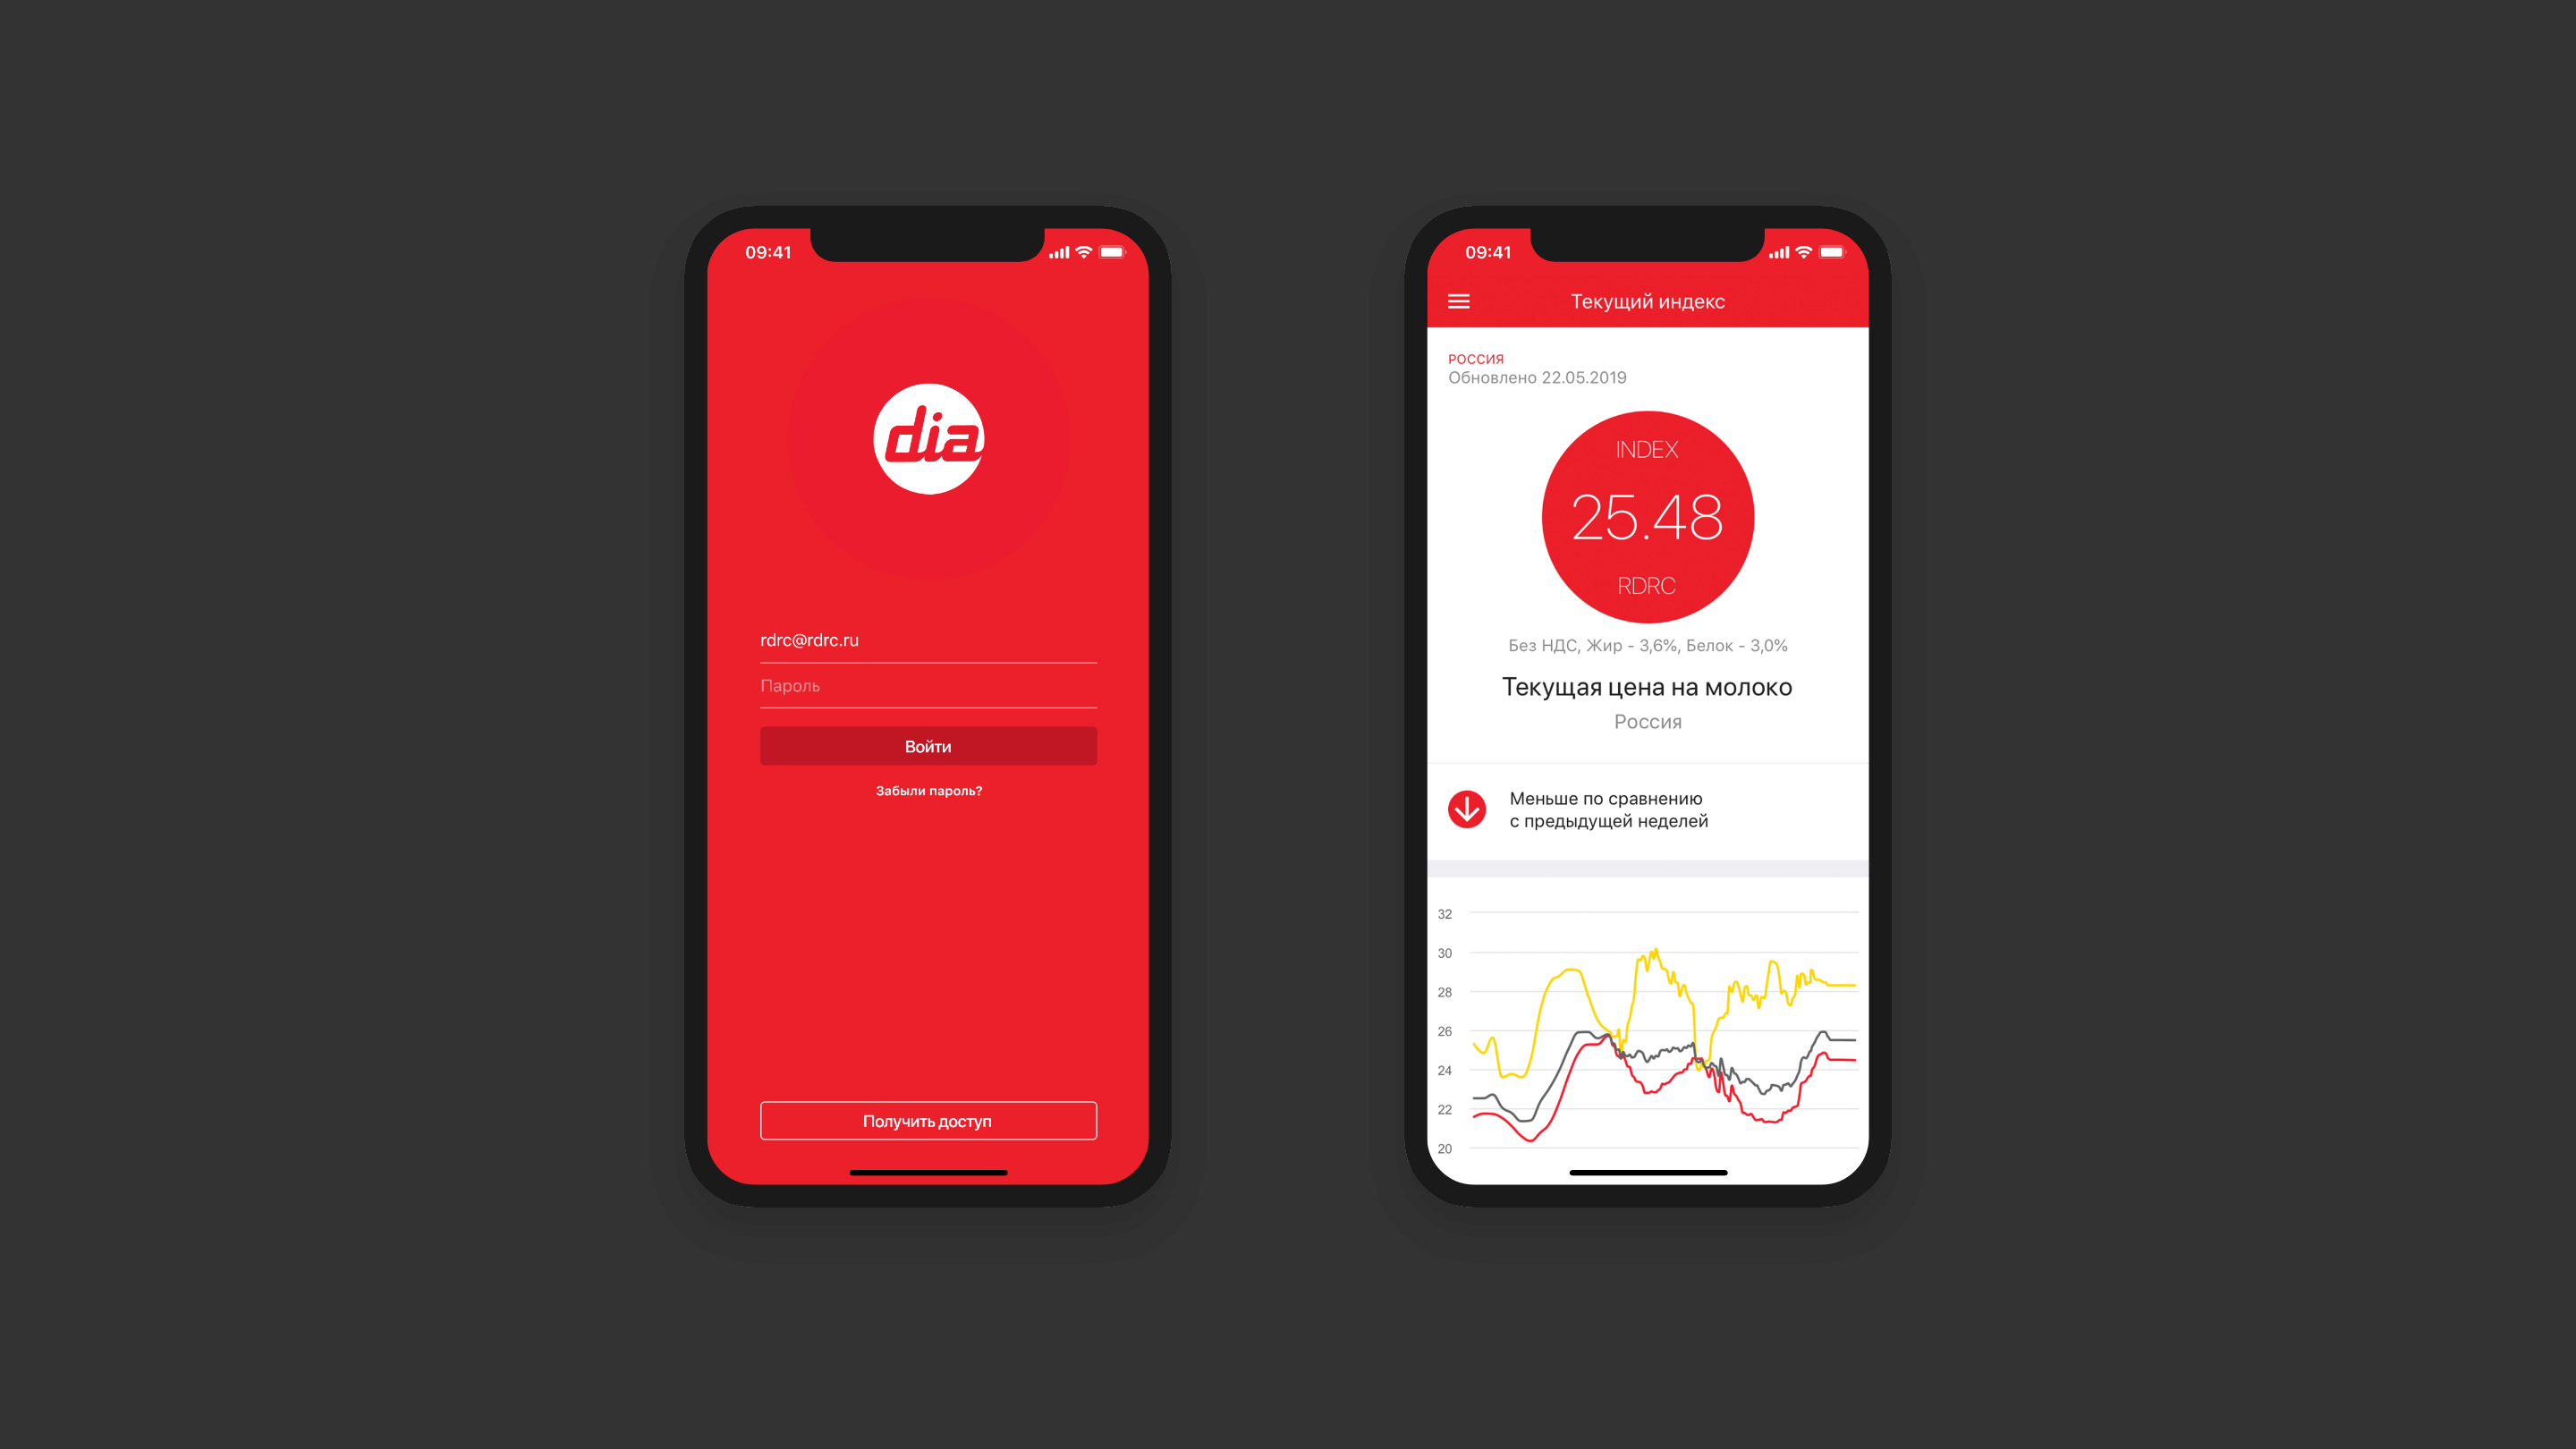 09:41
dia
rdrc@rdrc.ru
Пароль
Войти
Забыли пароль?
Получить доступ
09:41
Текущий индекс
РОССИЯ
Обновлено 22.05.2019
INDEX
25.48
RDRC
Без НДС, Жир - 3,6%, Белок - 3,0%
Текущая цена на молоко
Россия
Меньше по сравнению
с предыдущей неделей
32
30
28
26
24
22
20